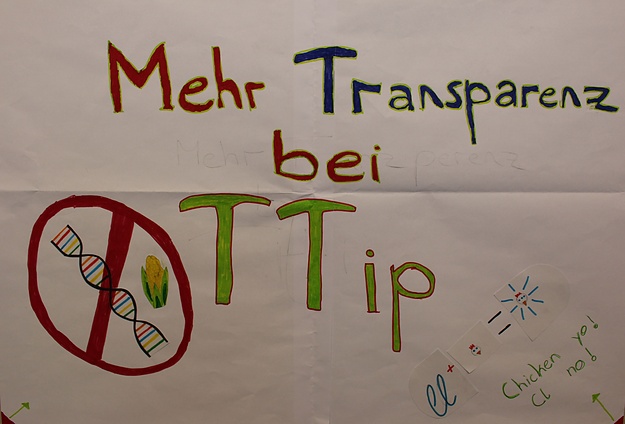 Mehr Transparenz
Mehr Transparenz
bei
TTip
Cl + =
Chicken yo!
Cl no!